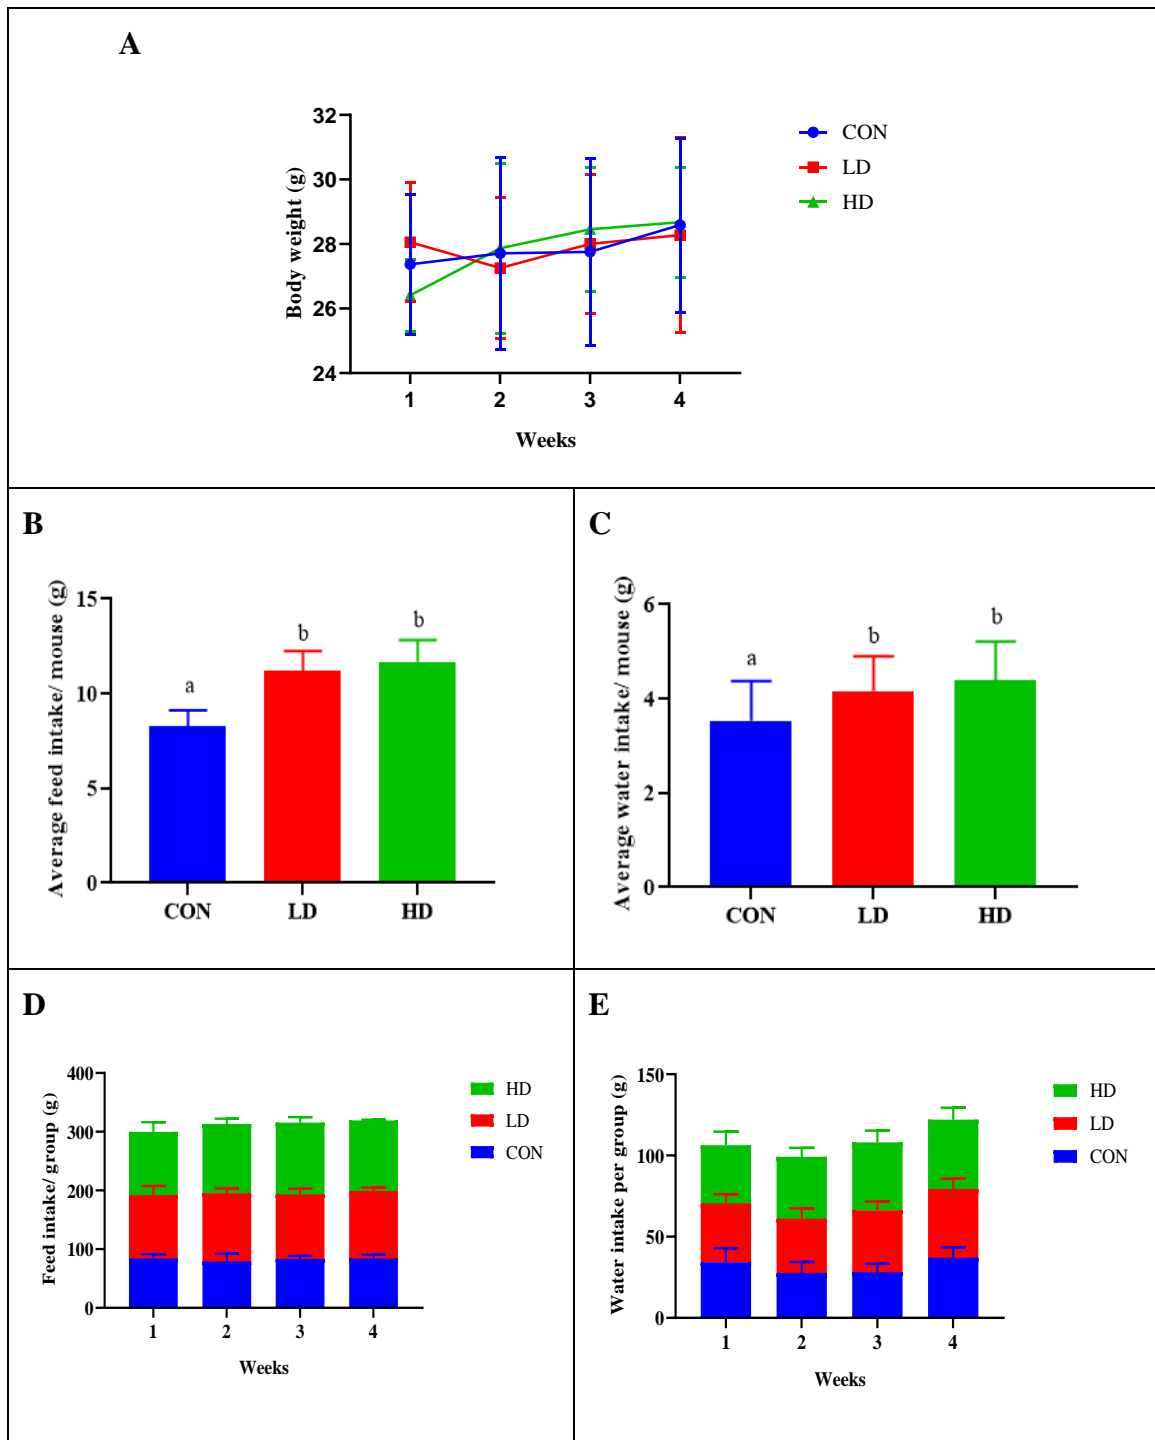 A
32
30
28
26
24
Body weight (g)
1 2 3 4
Weeks
CON
LD
HD
B
15
10
5
0
Average feed intake/ mouse (g)
a
b
b
CON LD HD
C
6
4
2
0
Average water intake/ mouse (g)
a
b
b
CON LD HD
D
400
300
200
100
0
Feed intake/ group (g)
1 2 3 4
Weeks
HD
LD
CON
E
150
100
50
0
Water intake per group (g)
1 2 3 4
Weeks
HD
LD
CON